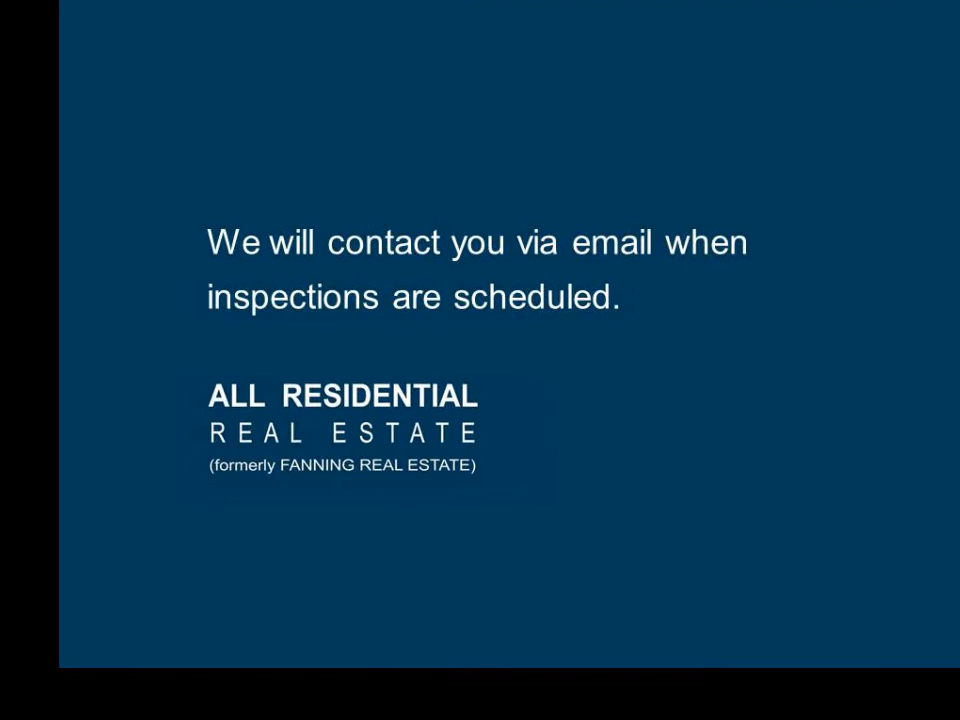 We will contact you via email when
inspections are scheduled.
ALL RESIDENTIAL
REAL ESTATE
(formerly FANNING REAL ESTATE)